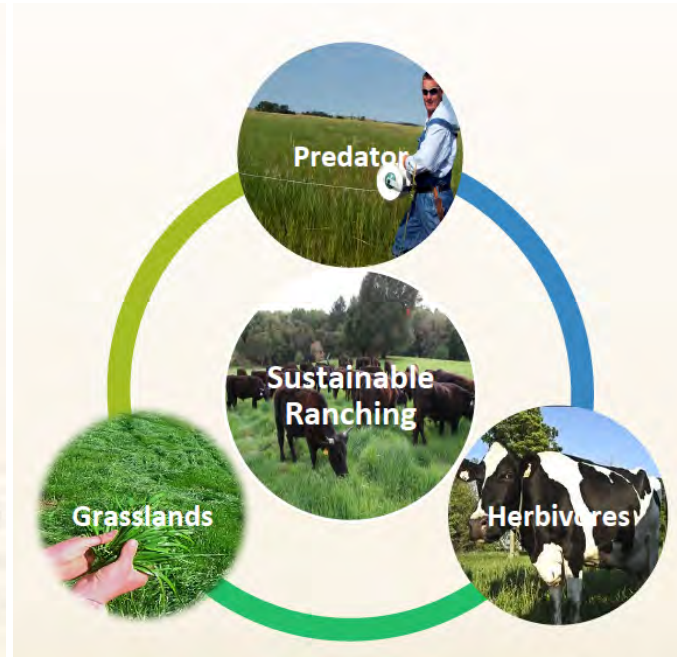 Predator
Sustainable
Ranching
Grasslands
Herbivores